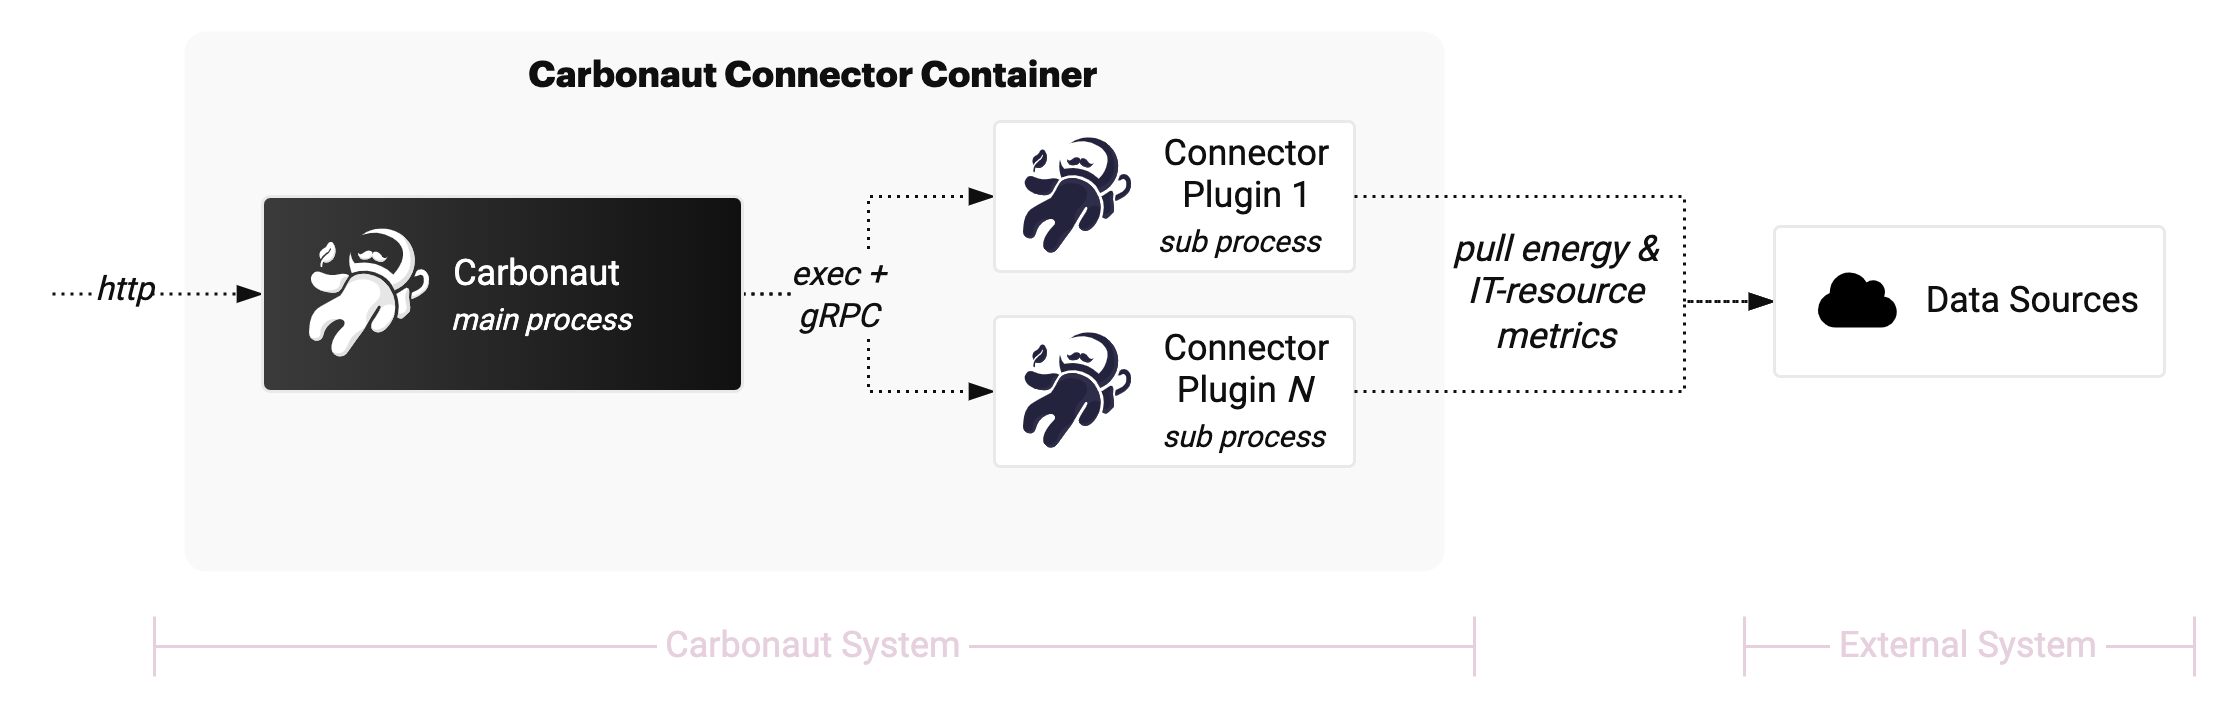 Carbonaut Connector Container
http
Carbonaut
main process
exec +
gRPC
Connector
Plugin 1
sub process
Connector
Plugin N
sub process
pull energy &
IT-resource
metrics
Data Sources
Carbonaut System
External System